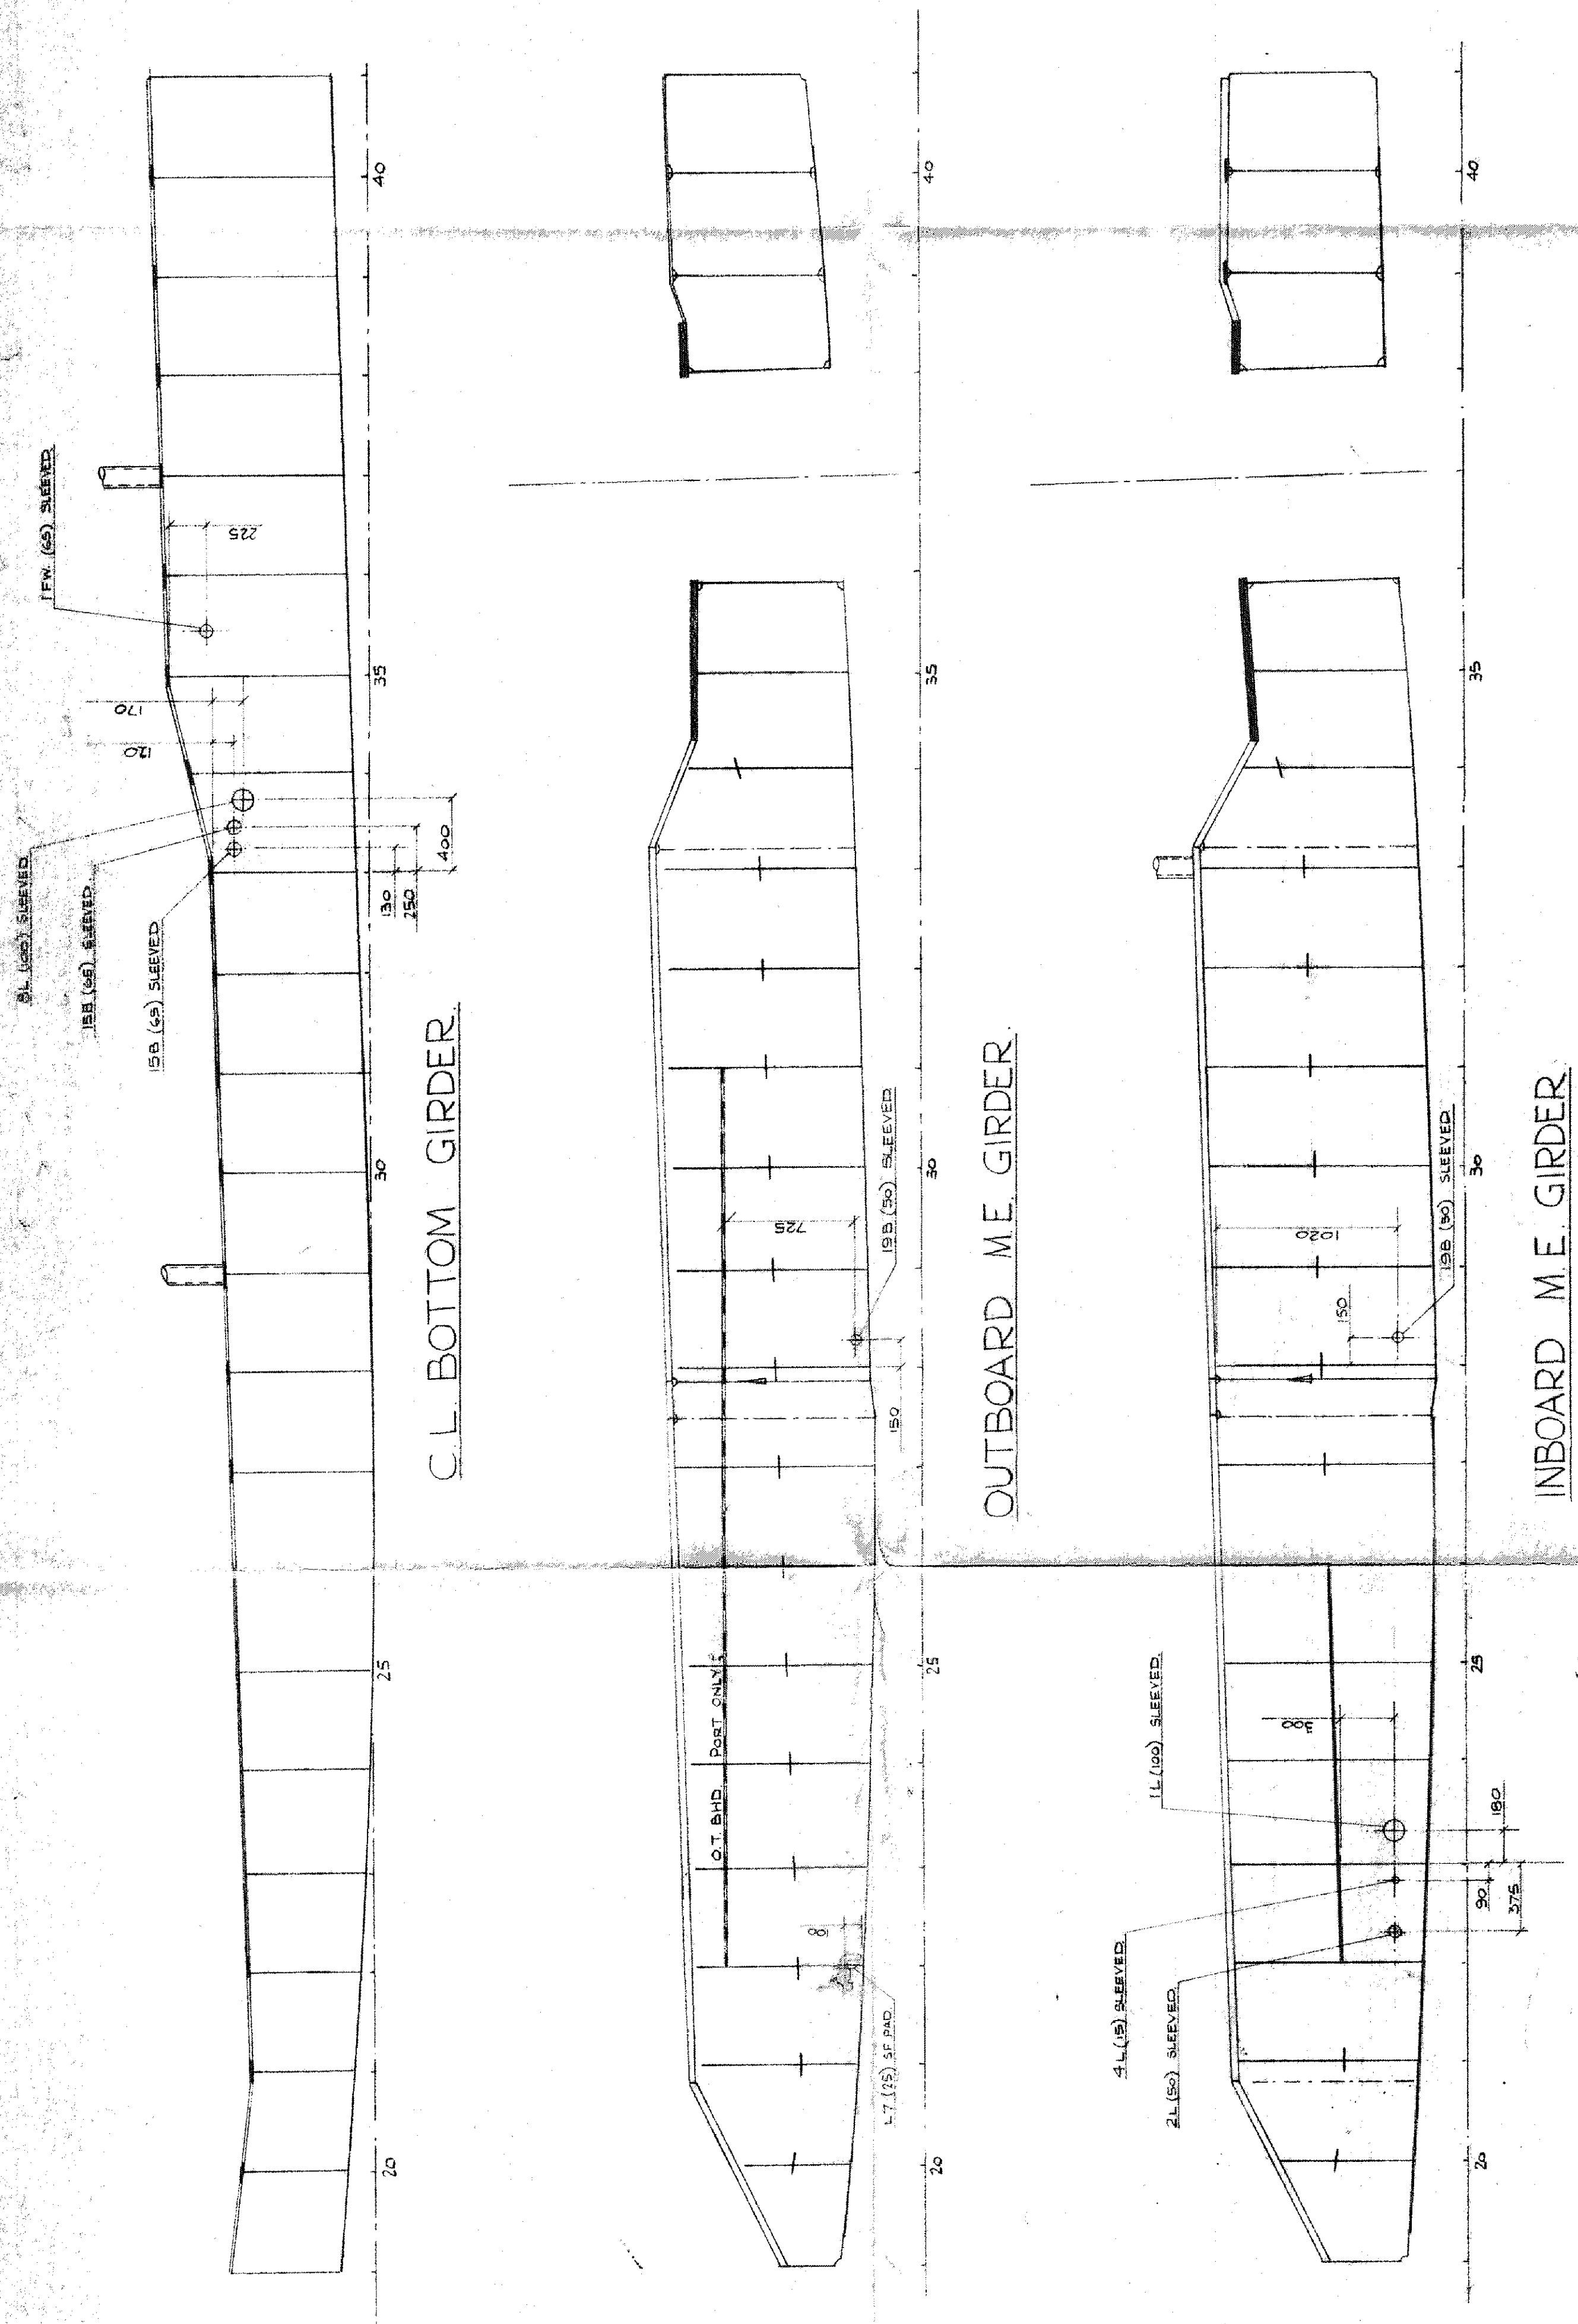 1 FW. (65) SLEEVED
225
170
120
8L (100) SLEEVED
15B (65) SLEEVED
15B (65) SLEEVED
400
130
250
20
25
30
35
40
C.L. BOTTOM GIRDER.
O.T. BHD PORT ONLY
725
19B (50) SLEEVED
150
L7 (25) SF PAD
20
25
30
35
40
OUTBOARD M.E. GIRDER.
1020
150
19B (50) SLEEVED
1L (100) SLEEVED
300
4L (15) SLEEVED
2L (50) SLEEVED
180
90
375
20
25
30
35
40
INBOARD M.E. GIRDER